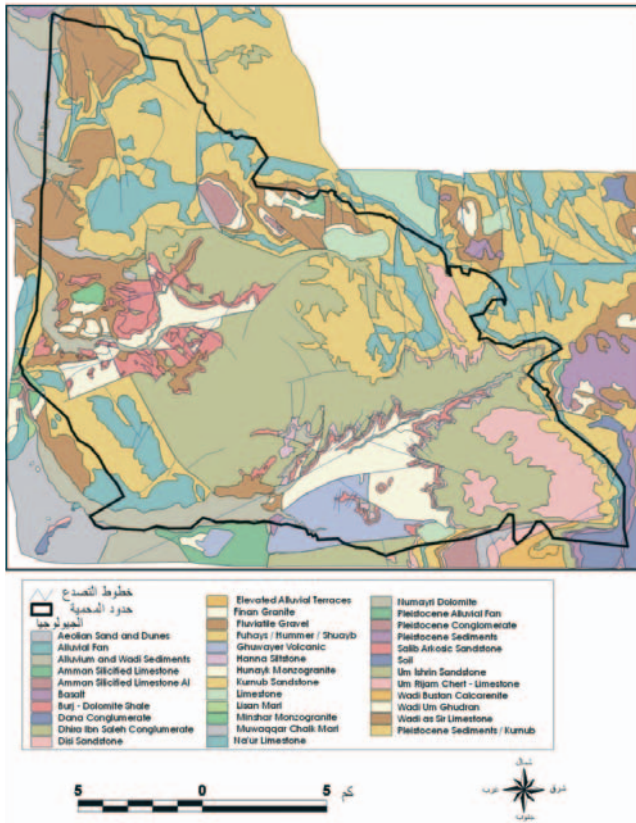 خطوط التصدع
حدود المحمية
الجيولوجيا
Aeolian Sand and Dunes
Alluvial Fan
Alluvium and Wadi Sediments
Amman Silicified Limestone
Amman Silicified Limestone Al
Basalt
Burj - Dolomite Shale
Dana Conglomerate
Dhira Ibn Saleh Conglomerate
Disi Sandstone
Elevated Alluvial Terraces
Finan Granite
Fluviatile Gravel
Fuhays / Hummer / Shuayb
Ghuwayer Volcanic
Hanna Siltstone
Hunayk Monzogranite
Kurnub Sandstone
Limestone
Lisan Marl
Minshar Monzogranite
Muwaqqar Chalk Marl
Na'ur Limestone
Numayri Dolomite
Pleistocene Alluvial Fan
Pleistocene Conglomerate
Pleistocene Sediments
Salib Arkosic Sandstone
Soil
Um Ishrin Sandstone
Um Rijam Chert - Limestone
Wadi Bustan Calcarenite
Wadi Um Ghudran
Wadi as Sir Limestone
Pleistocene Sediments / Kurnub
5 0 5 كم
شمال
غرب شرق
جنوب